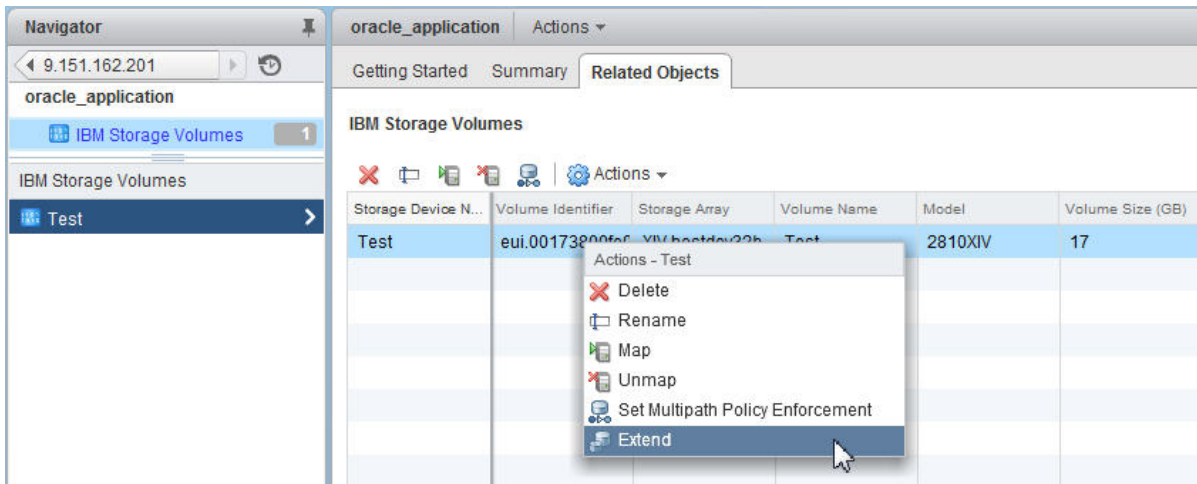 Navigator
9.151.162.201
oracle_application
IBM Storage Volumes 1
IBM Storage Volumes
Test
oracle_application Actions
Getting Started Summary Related Objects
IBM Storage Volumes
Actions
Storage Device N... Volume Identifier Storage Array Volume Name Model Volume Size (GB)
Test Test 2810XIV 17
Actions - Test
Delete
Rename
Map
Unmap
Set Multipath Policy Enforcement
Extend